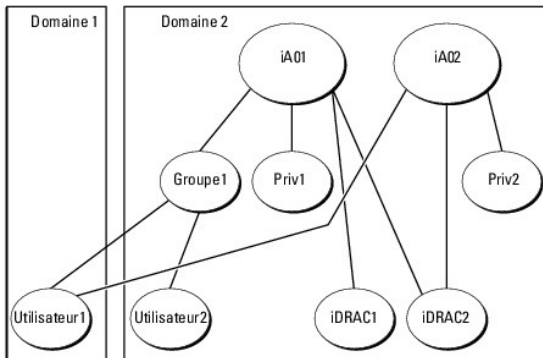 Domaine 1
Domaine 2
iA01
iA02
Groupe1
Priv1
Priv2
Utilisateur1
Utilisateur2
iDRAC1
iDRAC2